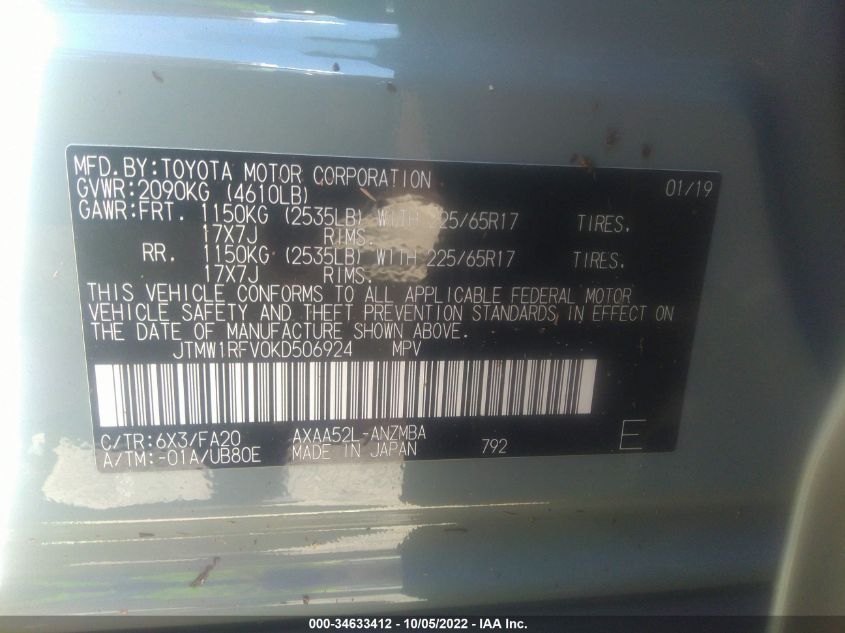 MFD.BY:TOYOTA MOTOR CORPORATION 01/19
GVWR:2090KG (4610LB)
GAWR:FRT. 1150KG (2535LB) WITH 225/65R17 TIRES.
17X7J RIMS.
RR. 1150KG (2535LB) WITH 225/65R17 TIRES.
17X7J RIMS.
THIS VEHICLE CONFORMS TO ALL APPLICABLE FEDERAL MOTOR
VEHICLE SAFETY AND THEFT PREVENTION STANDARDS IN EFFECT ON
THE DATE OF MANUFACTURE SHOWN ABOVE.
JTMW1RFV0KD506924 MPV
C/TR:6X3/FA20 AXAA52L-ANZMBA
A/TM:-01A/UB80E MADE IN JAPAN 792 E
000-34633412 - 10/05/2022 - IAA Inc.